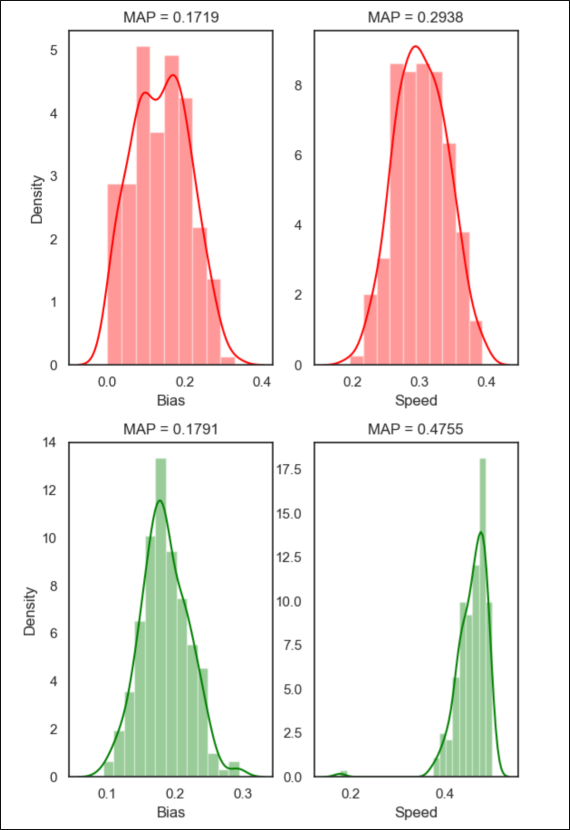 MAP = 0.1719
MAP = 0.2938
5
4
3
2
1
0
Density
0.0 0.2 0.4
Bias
8
6
4
2
0
0.2 0.3 0.4
Speed
MAP = 0.1791
MAP = 0.4755
14
12
10
8
6
4
2
0
Density
0.1 0.2 0.3
Bias
17.5
15.0
12.5
10.0
7.5
5.0
2.5
0.0
0.2 0.4
Speed